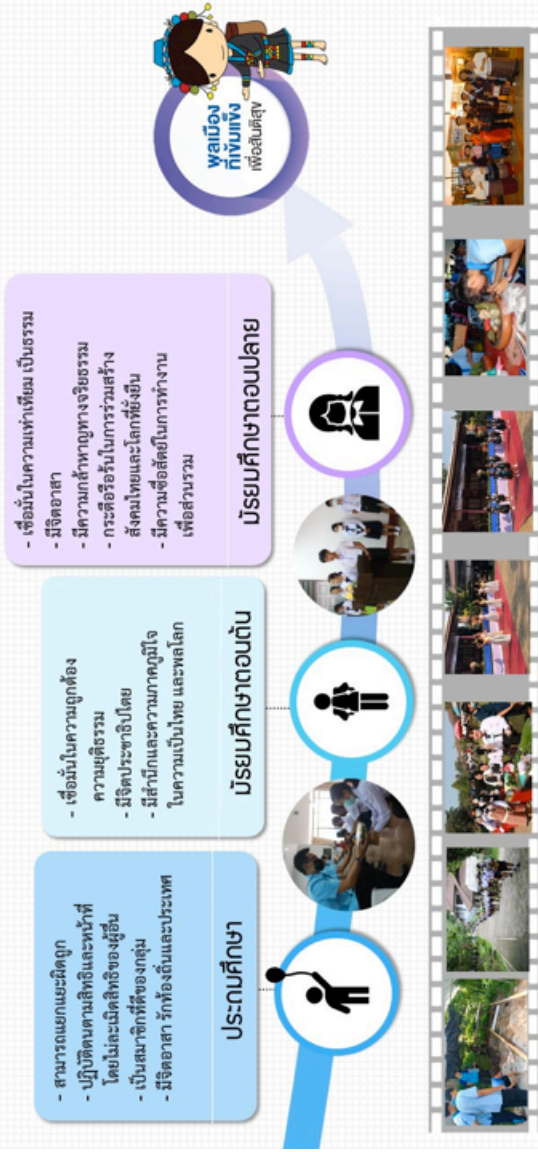 - สามารถแยกแยะผิดถูก
- ปฏิบัติตนตามสิทธิและหน้าที่
โดยไม่ละเมิดสิทธิของผู้อื่น
- เป็นสมาชิกที่ดีของกลุ่ม
- มีจิตอาสา รักท้องถิ่นและประเทศ
ประถมศึกษา
- เชื่อมั่นในความถูกต้อง
ความยุติธรรม
- มีจิตประชาธิปไตย
- มีสำนึกและความภาคภูมิใจ
ในความเป็นไทย และพลโลก
มัธยมศึกษาตอนต้น
- เชื่อมั่นในความเท่าเทียม เป็นธรรม
- มีจิตอาสา
- มีความกล้าหาญทางจริยธรรม
- กระตือรือร้นในการร่วมสร้าง
สังคมไทยและโลกที่ยั่งยืน
- มีความซื่อสัตย์ในการทำงาน
เพื่อส่วนรวม
มัธยมศึกษาตอนปลาย
พลเมือง
ที่เข้มแข็ง
เพื่อสันติสุข